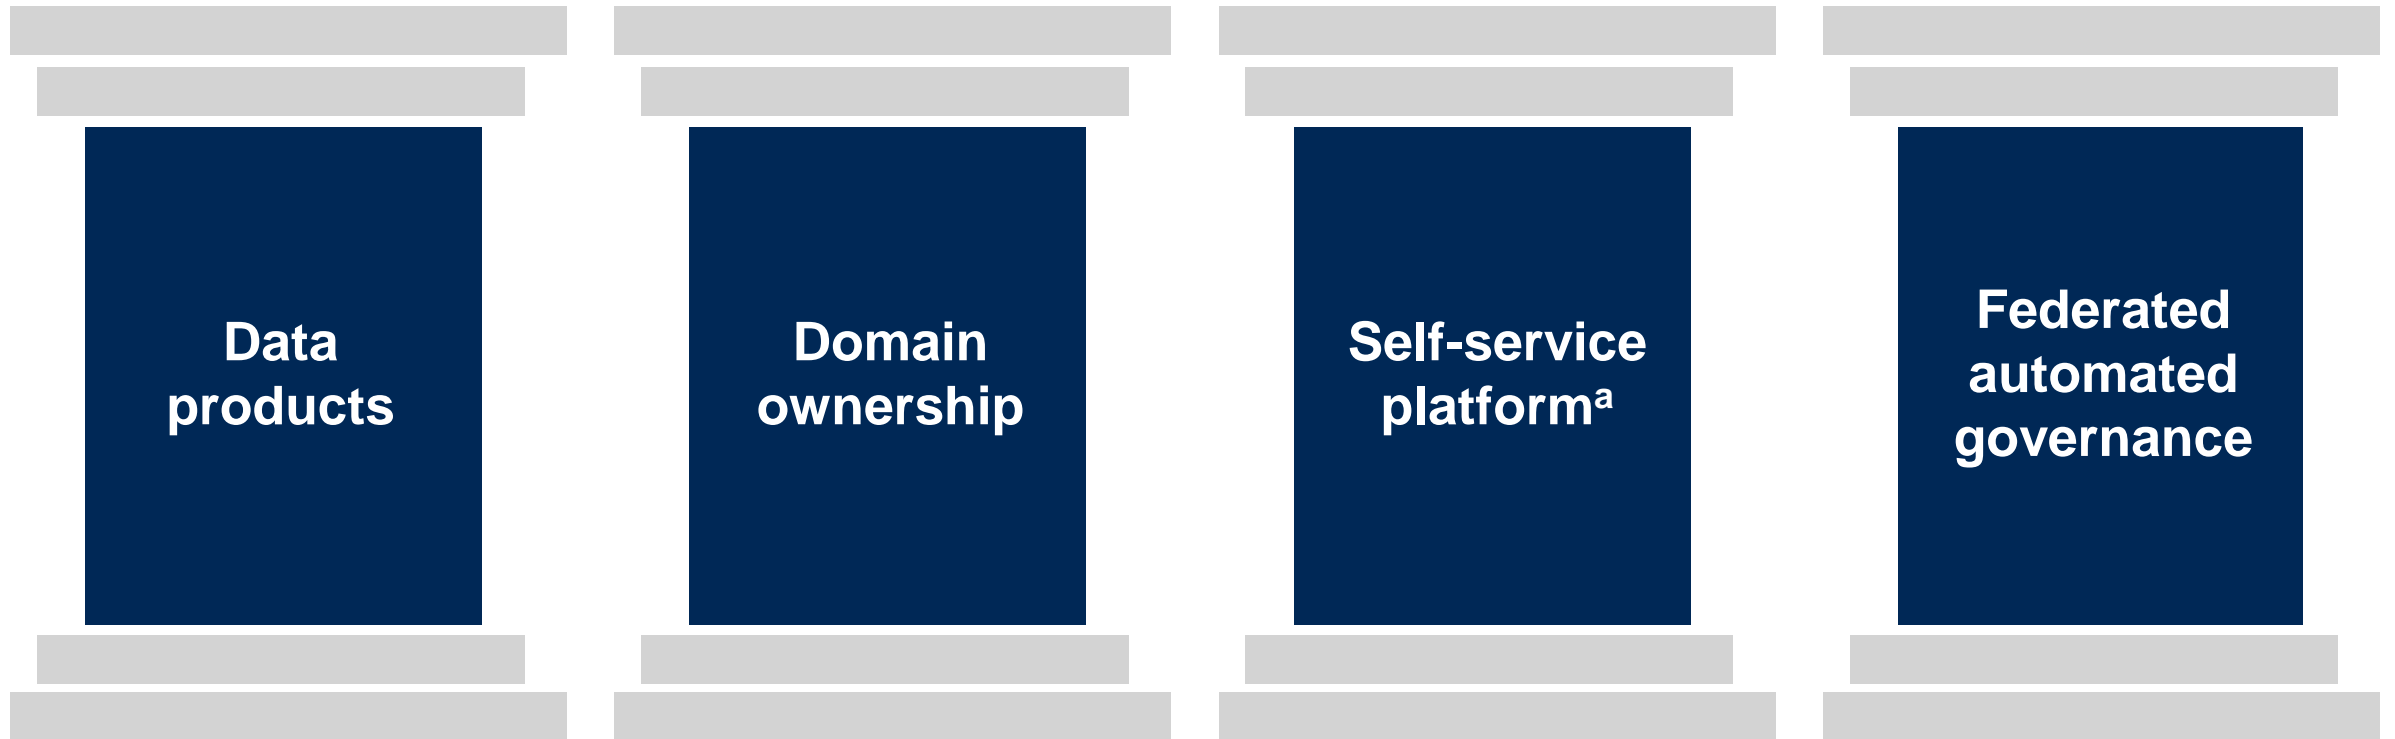 Data
products
Domain
ownership
Self-service
platformᵃ
Federated
automated
governance